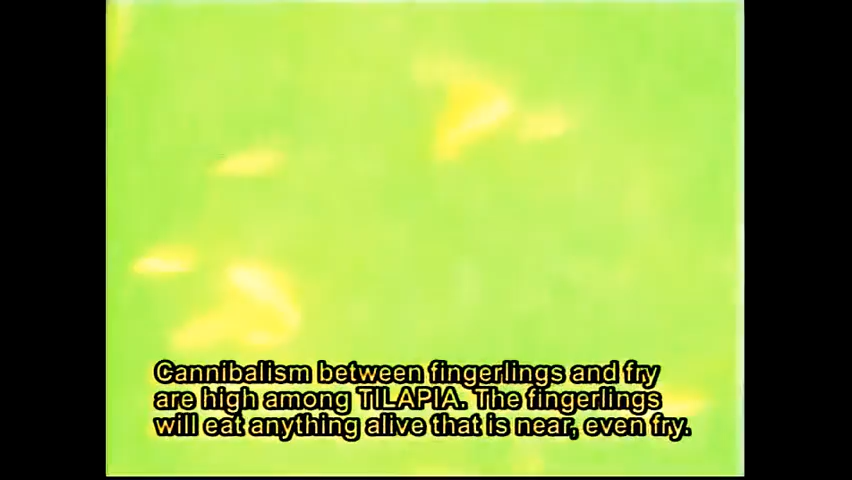 Cannibalism between fingerlings and fry
are high among TILAPIA. The fingerlings
will eat anything alive that is near, even fry.